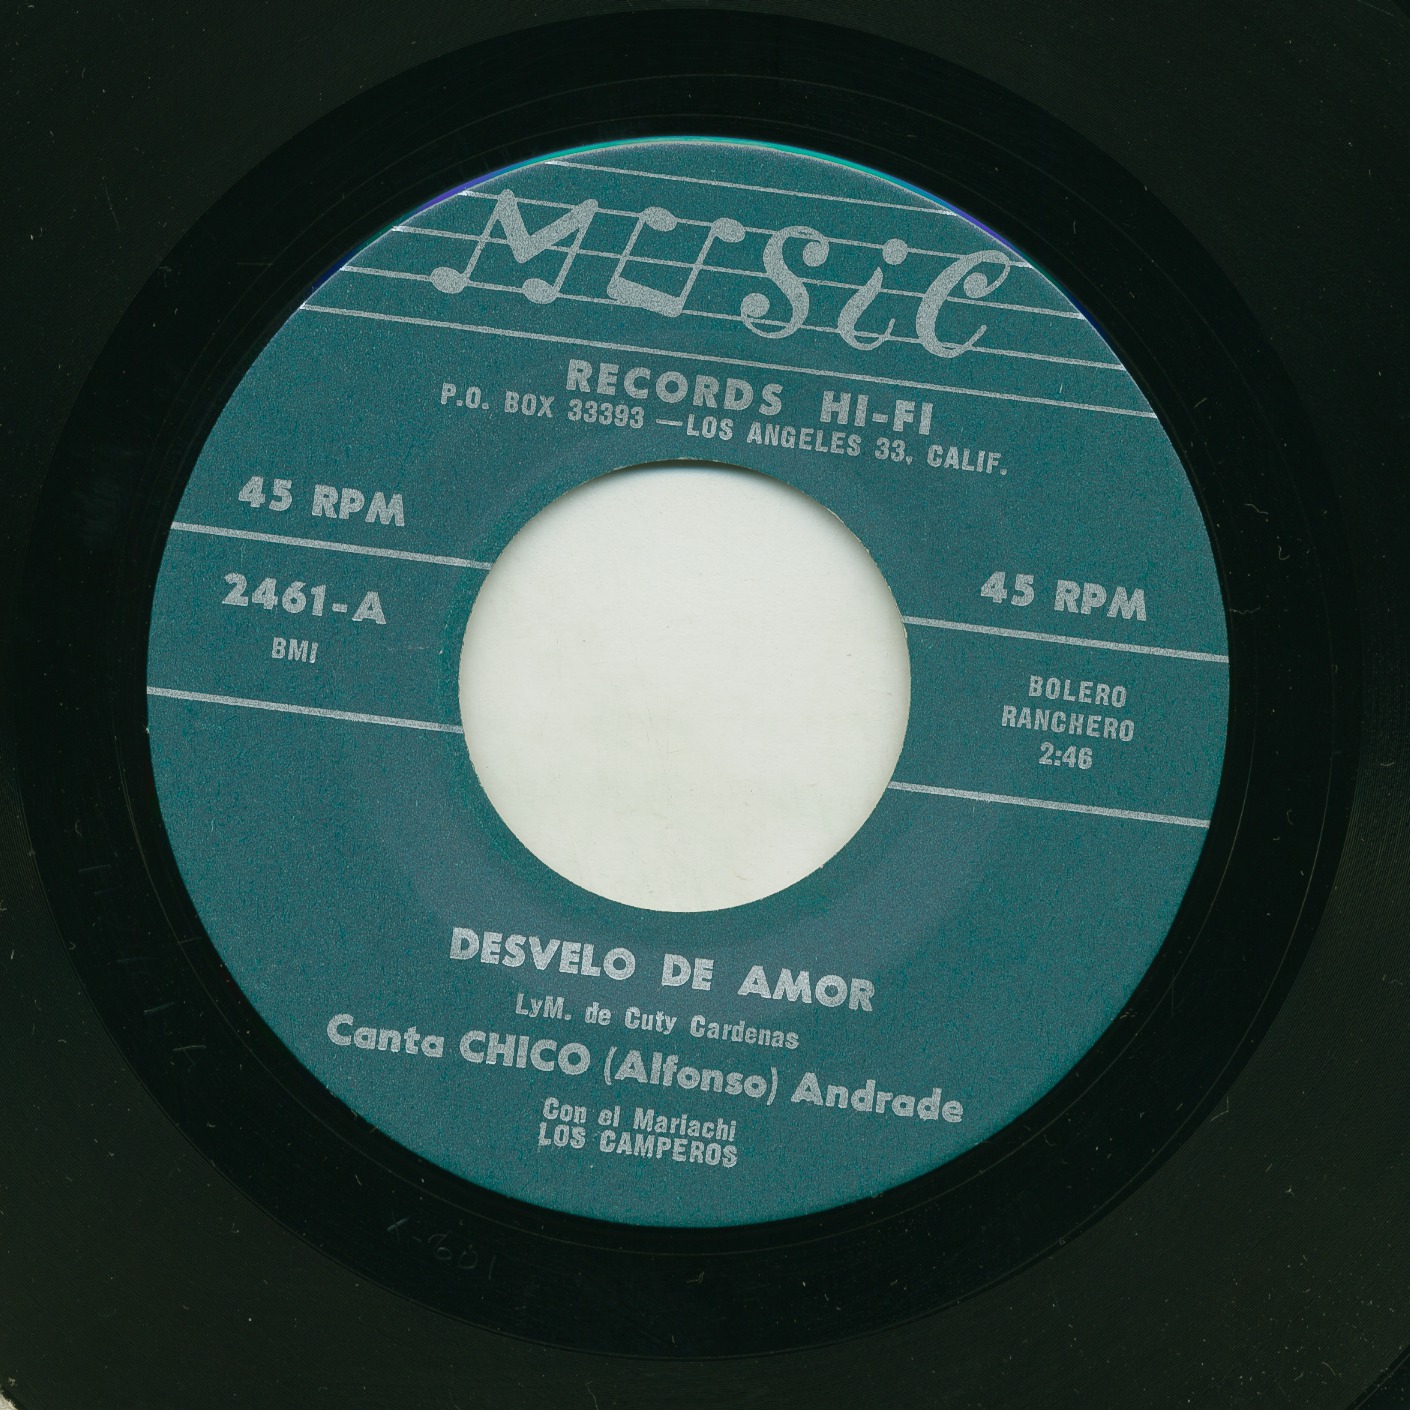 MUSiC
RECORDS HI-FI
P.O. BOX 33393 — LOS ANGELES 33, CALIF.
45 RPM
2461-A
BMI
45 RPM
BOLERO
RANCHERO
2:46
DESVELO DE AMOR
LyM. de Cuty Cardenas
Canta CHICO (Alfonso) Andrade
Con el Mariachi
LOS CAMPEROS